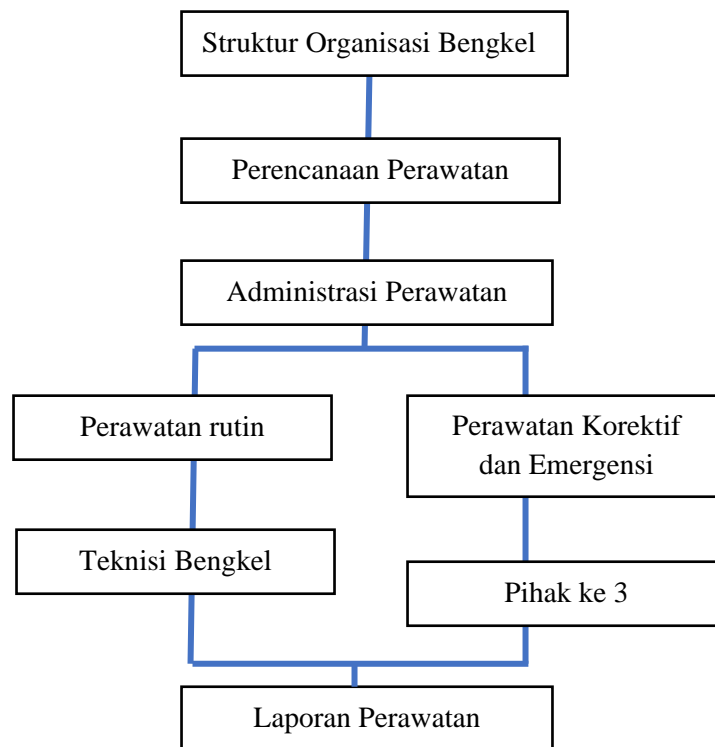 Struktur Organisasi Bengkel
Perencanaan Perawatan
Administrasi Perawatan
Perawatan rutin
Perawatan Korektif
dan Emergensi
Teknisi Bengkel
Pihak ke 3
Laporan Perawatan